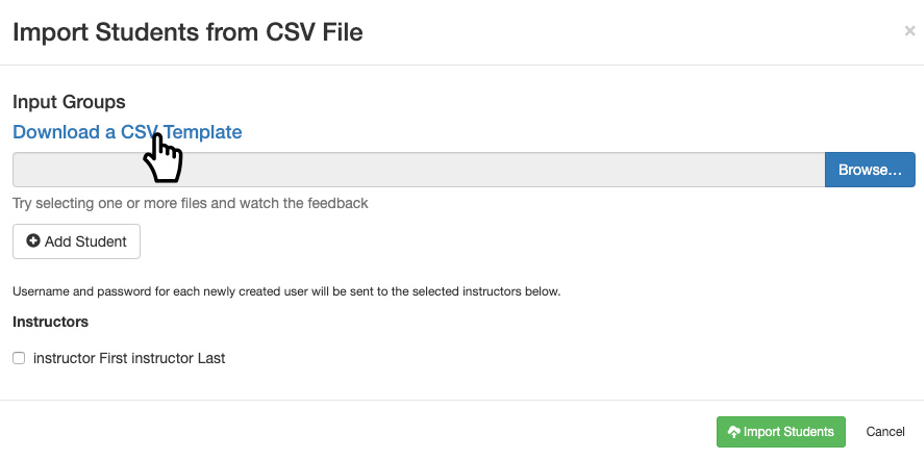 Import Students from CSV File
×
Input Groups
Download a CSV Template
Browse…
Try selecting one or more files and watch the feedback
Add Student
Username and password for each newly created user will be sent to the selected instructors below.
Instructors
instructor First instructor Last
Import Students Cancel